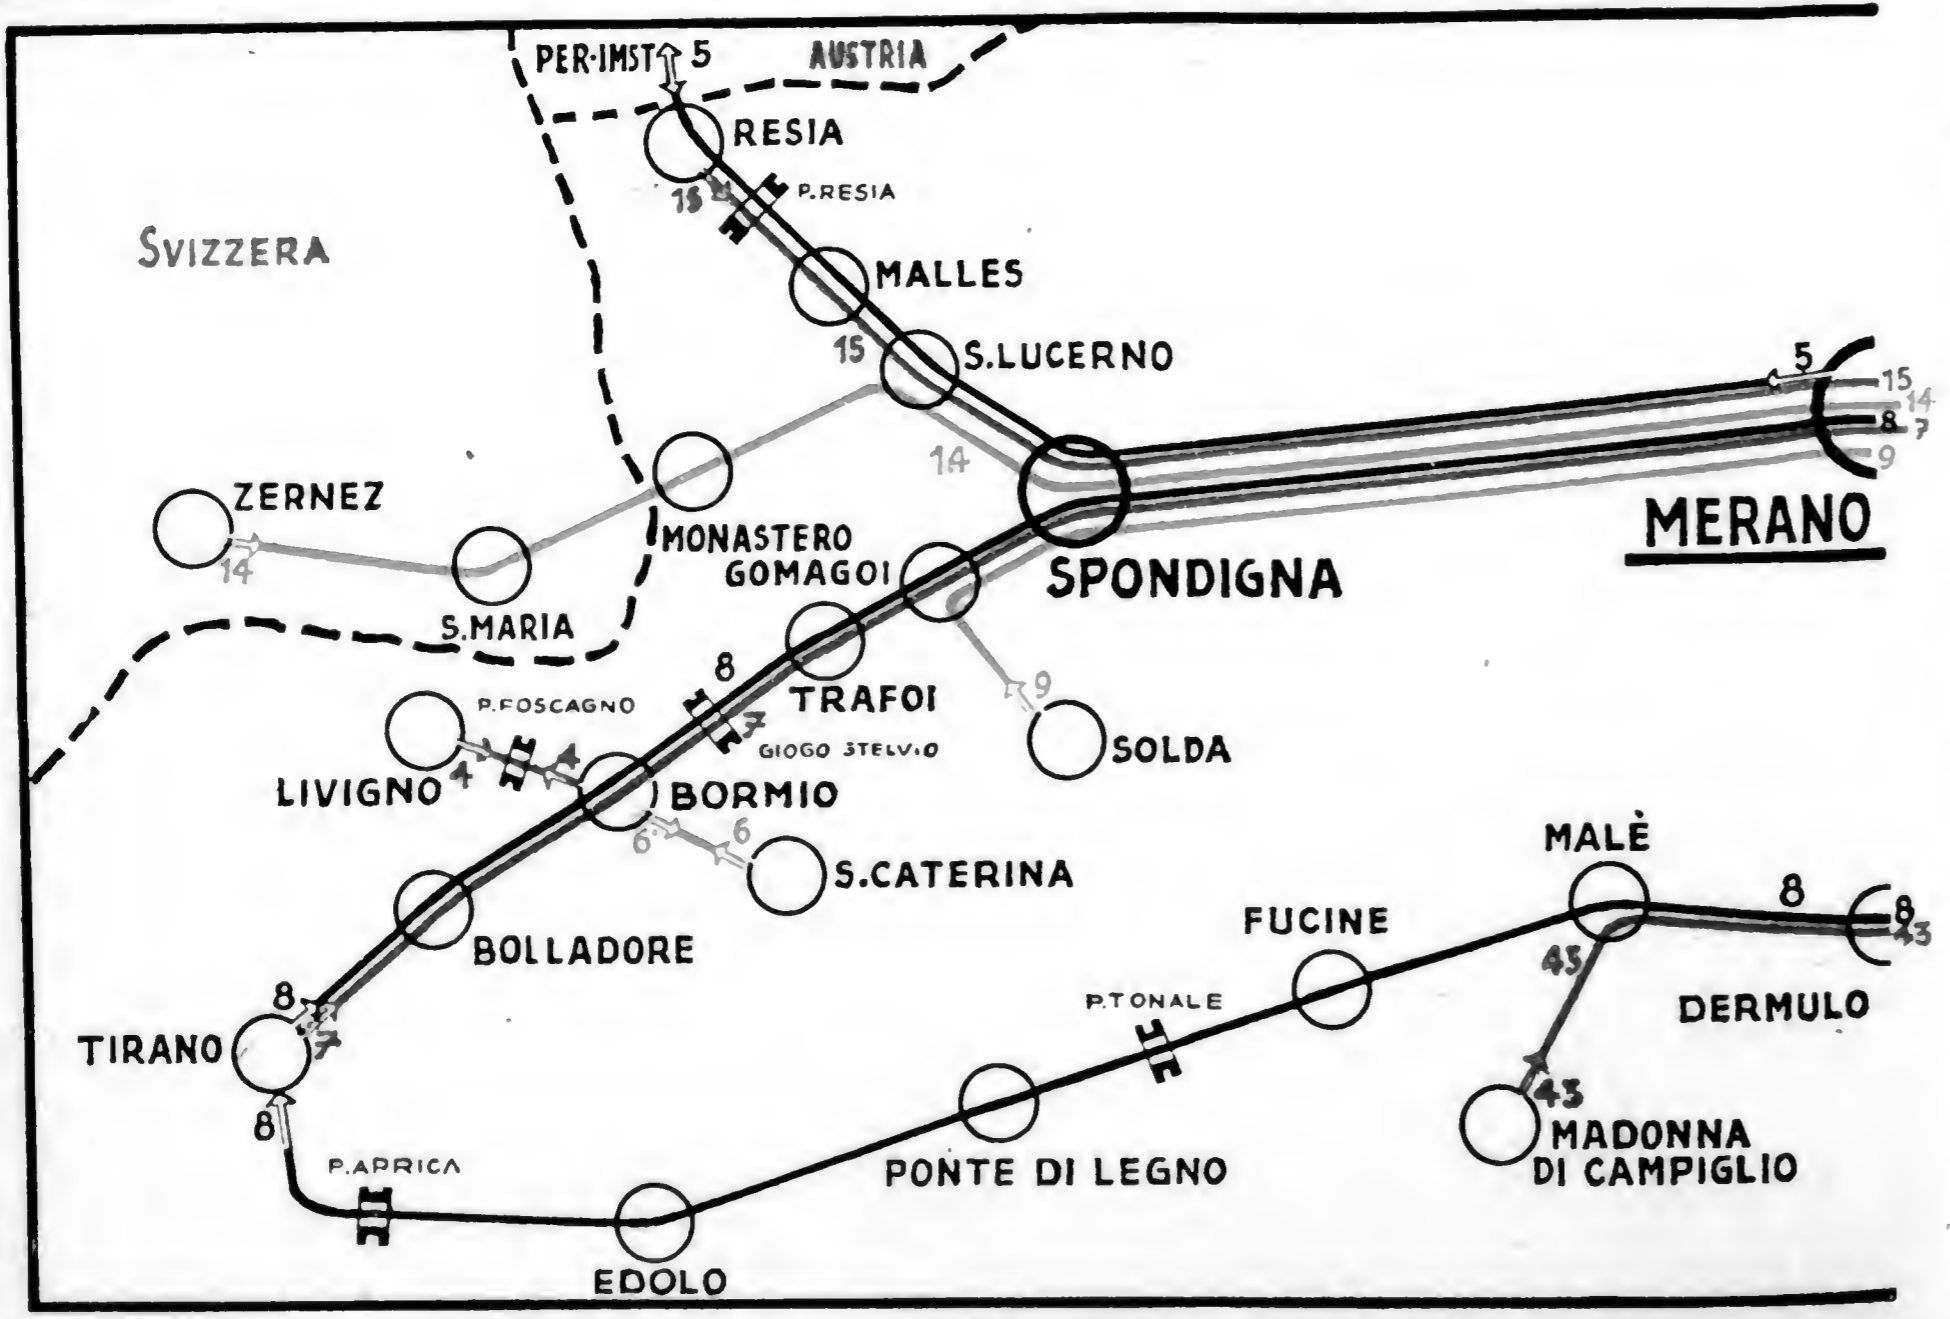 PER·IMST 5
AUSTRIA
RESIA
15
P.RESIA
SVIZZERA
MALLES
15
S.LUCERNO
5
15
14
8
7
9
14
MERANO
ZERNEZ
14
MONASTERO
GOMAGOI
SPONDIGNA
S.MARIA
8
TRAFOI
7
GIOGO STELVIO
9
SOLDA
P.FOSCAGNO
4
4
LIVIGNO
BORMIO
6
6
S.CATERINA
BOLLADORE
8
TIRANO
7
8
P.APRICA
EDOLO
PONTE DI LEGNO
P.TONALE
FUCINE
MALÈ
8
8
43
43
DERMULO
43
MADONNA
DI CAMPIGLIO